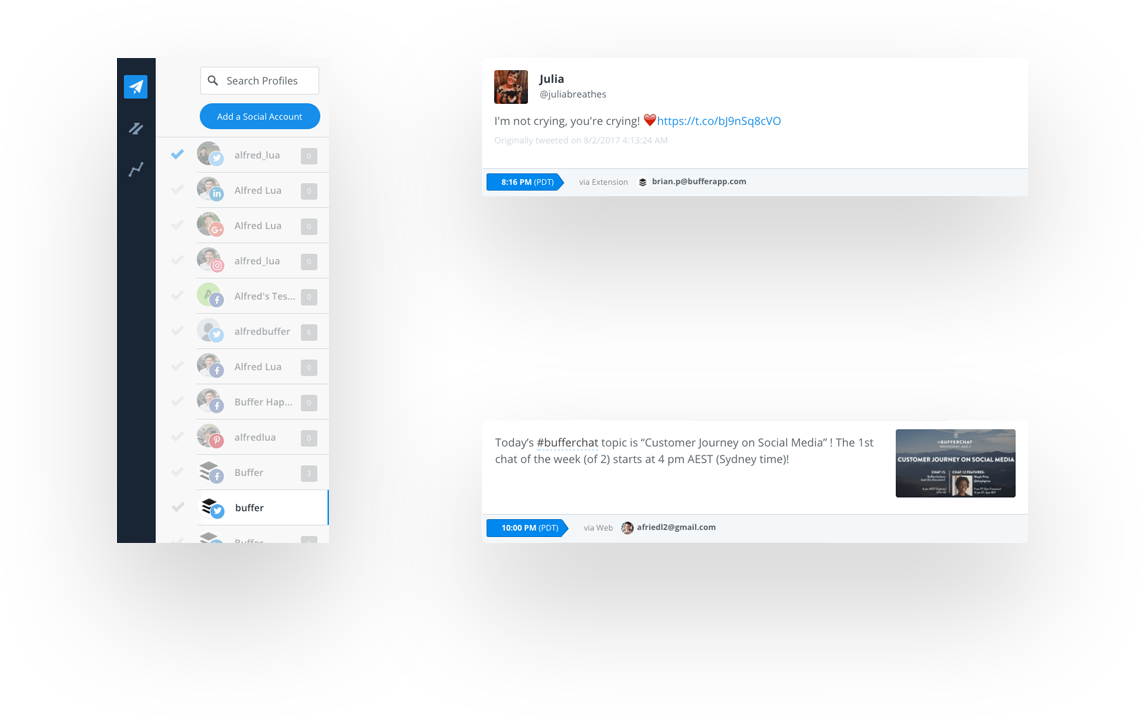 Search Profiles
Add a Social Account
alfred_lua 0
Alfred Lua 0
Alfred Lua 0
alfred_lua 0
Alfred's Tes... 0
alfredbuffer 6
Alfred Lua 0
Buffer Hap... 0
alfredlua 0
Buffer 3
buffer
Buffer
Julia
@juliabreathes
I'm not crying, you're crying! ❤️https://t.co/bJ9nSq8cVO
Originally tweeted on 8/2/2017 4:13:24 AM
8:16 PM (PDT) via Extension brian.p@bufferapp.com
Today's #bufferchat topic is “Customer Journey on Social Media” ! The 1st
chat of the week (of 2) starts at 4 pm AEST (Sydney time)!
#BUFFERCHAT
CUSTOMER JOURNEY ON SOCIAL MEDIA
10:00 PM (PDT) via Web afriedl2@gmail.com